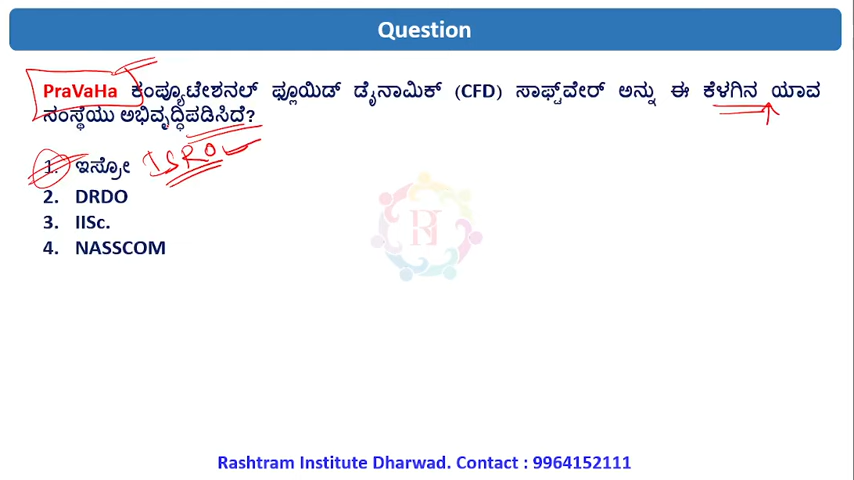 Question
PraVaHa ಕಂಪ್ಯೂಟೇಶನಲ್ ಫ್ಲೂಯಿಡ್ ಡೈನಾಮಿಕ್ (CFD) ಸಾಫ್ಟ್‌ವೇರ್ ಅನ್ನು ಈ ಕೆಳಗಿನ ಯಾವ
ಸಂಸ್ಥೆಯು ಅಭಿವೃದ್ಧಿಪಡಿಸಿದೆ?
1. ಇಸ್ರೋ ISRO
2. DRDO
3. IISc.
4. NASSCOM
Rashtram Institute Dharwad. Contact : 9964152111